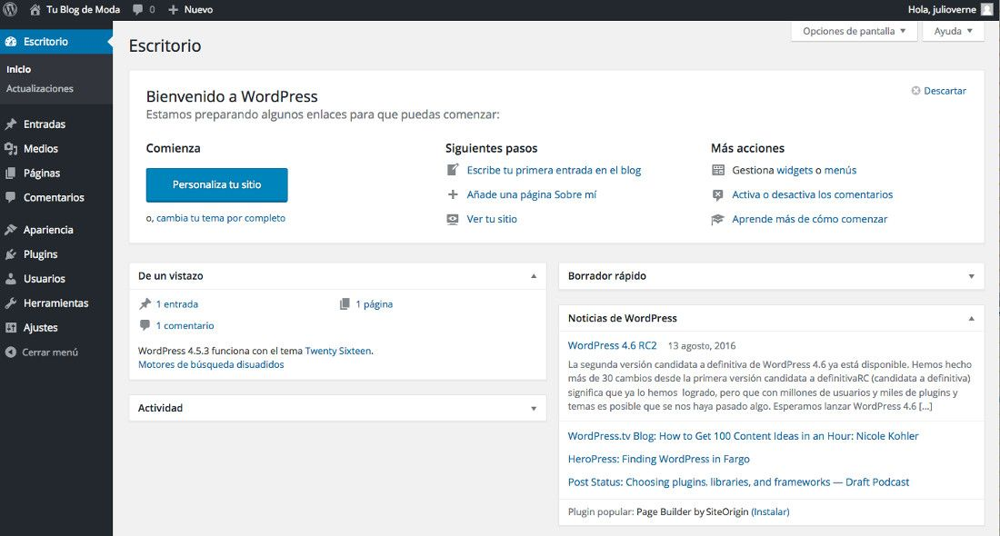 Tu Blog de Moda 0 Nuevo Hola, julioverne
Escritorio
Inicio
Actualizaciones
Entradas
Medios
Páginas
Comentarios
Apariencia
Plugins
Usuarios
Herramientas
Ajustes
Cerrar menú
Opciones de pantalla Ayuda
Escritorio
Bienvenido a WordPress
Descartar
Estamos preparando algunos enlaces para que puedas comenzar:
Comienza
Personaliza tu sitio
o, cambia tu tema por completo
Siguientes pasos
Escribe tu primera entrada en el blog
Añade una página Sobre mí
Ver tu sitio
Más acciones
Gestiona widgets o menús
Activa o desactiva los comentarios
Aprende más de cómo comenzar
De un vistazo
1 entrada 1 página
1 comentario
WordPress 4.5.3 funciona con el tema Twenty Sixteen.
Motores de búsqueda disuadidos
Actividad
Borrador rápido
Noticias de WordPress
WordPress 4.6 RC2 13 agosto, 2016
La segunda versión candidata a definitiva de WordPress 4.6 ya está disponible. Hemos hecho
más de 30 cambios desde la primera versión candidata a definitivaRC (candidata a definitiva)
significa que ya lo hemos logrado, pero que con millones de usuarios y miles de plugins y
temas es posible que se nos haya pasado algo. Esperamos lanzar WordPress 4.6 [...]
WordPress.tv Blog: How to Get 100 Content Ideas in an Hour: Nicole Kohler
HeroPress: Finding WordPress in Fargo
Post Status: Choosing plugins, libraries, and frameworks — Draft Podcast
Plugin popular: Page Builder by SiteOrigin (Instalar)